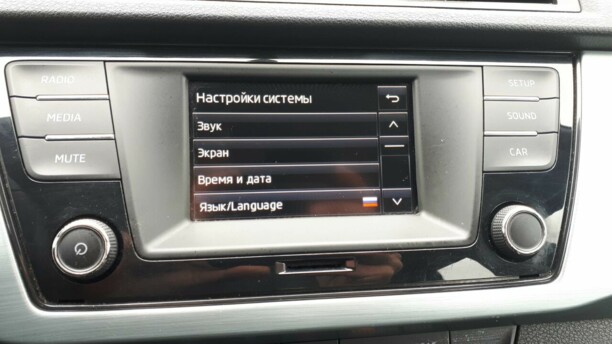 RADIO
MEDIA
MUTE
Настройки системы
Звук
Экран
Время и дата
Язык/Language
SETUP
SOUND
CAR